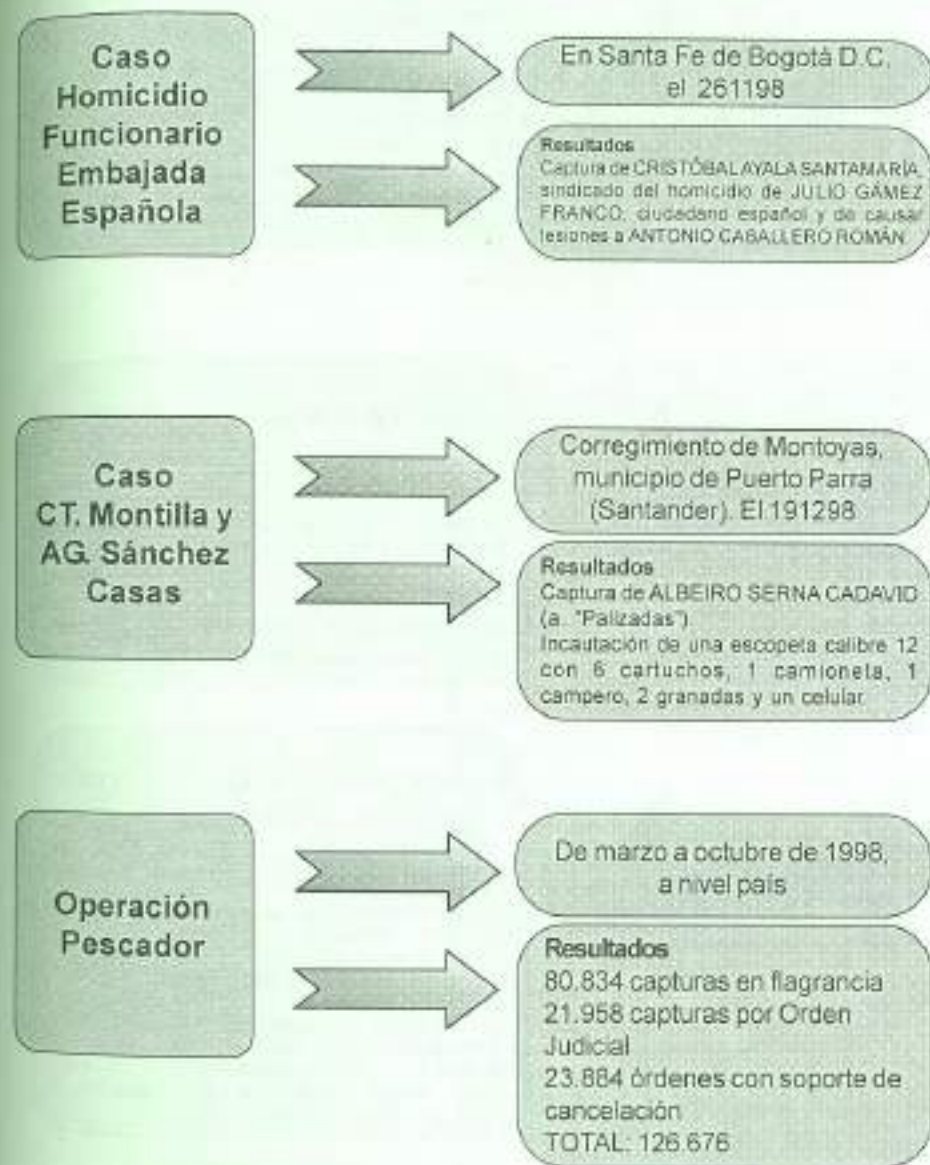 Caso
Homicidio
Funcionario
Embajada
Española
En Santa Fe de Bogotá D.C.
el 261198
Resultados
Captura de CRISTÓBAL AYALA SANTAMARÍA,
sindicado del homicidio de JULIO GÁMEZ
FRANCO, ciudadano español y de causar
lesiones a ANTONIO CABALLERO ROMÁN.
Caso
CT. Montilla y
AG. Sánchez
Casas
Corregimiento de Montoyas,
municipio de Puerto Parra
(Santander). El 191298
Resultados
Captura de ALBEIRO SERNA CADAVID
(a. "Palizadas")
Incautación de una escopeta calibre 12
con 6 cartuchos, 1 camioneta, 1
campero, 2 granadas y un celular.
Operación
Pescador
De marzo a octubre de 1998,
a nivel país
Resultados
80.834 capturas en flagrancia
21.958 capturas por Orden
Judicial
23.884 órdenes con soporte de
cancelación
TOTAL: 126.676